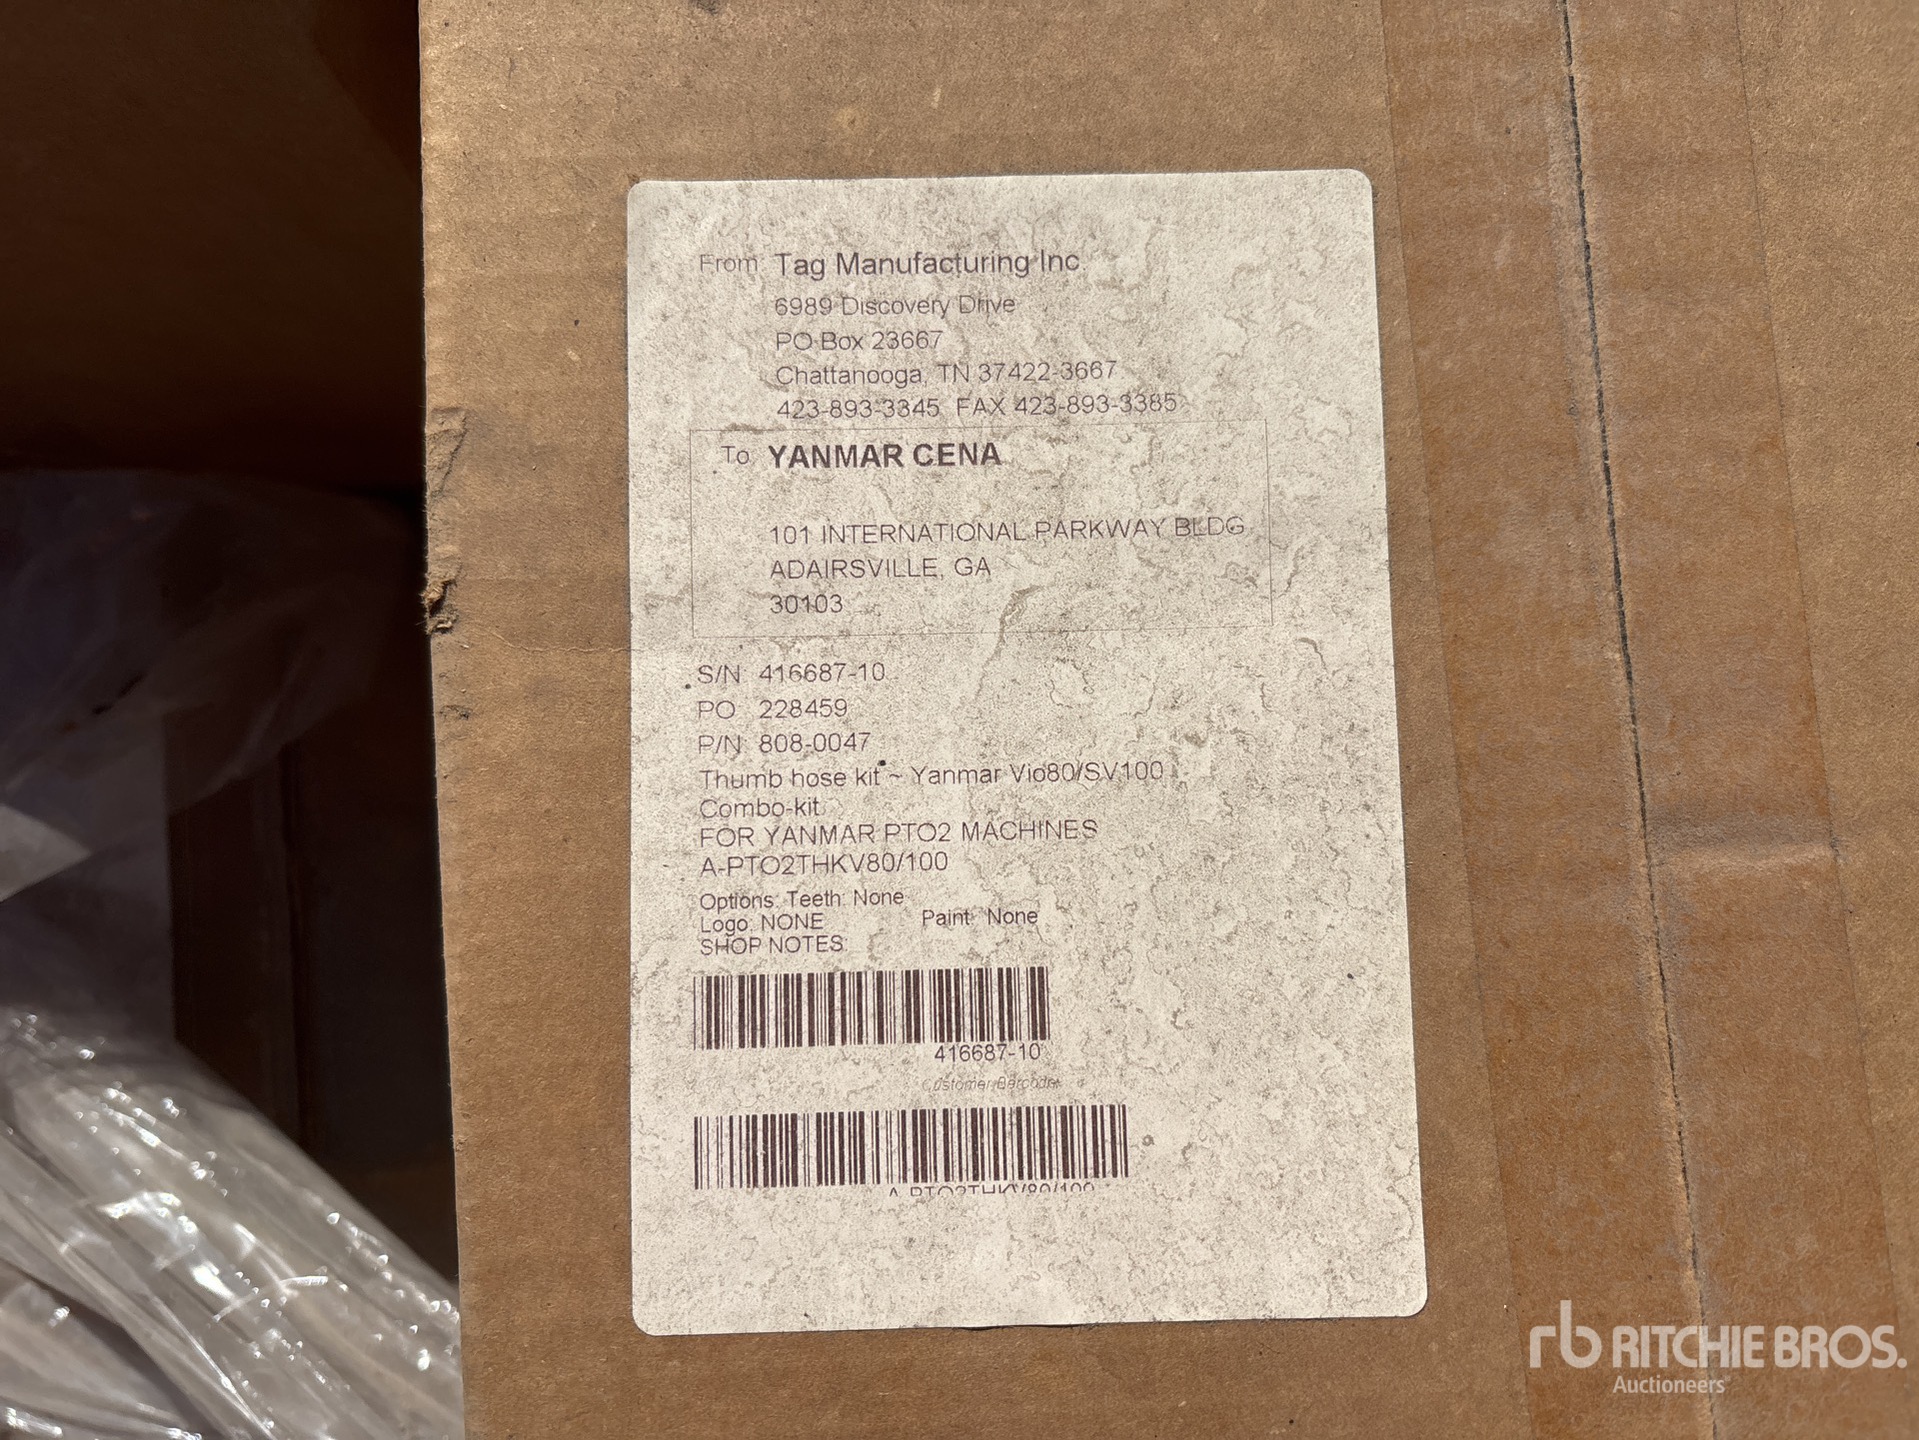 From: Tag Manufacturing Inc.
6989 Discovery Drive
PO Box 23667
Chattanooga, TN 37422-3667
423-893-3345 FAX 423-893-3385
To YANMAR CENA
101 INTERNATIONAL PARKWAY BLDG
ADAIRSVILLE, GA
30103
S/N: 416687-10
PO 228459
P/N: 808-0047
Thumb hose kit ~ Yanmar Vio80/SV100
Combo-kit
FOR YANMAR PTO2 MACHINES
A-PTO2THKV80/100
Options: Teeth: None
Logo: NONE Paint: None
SHOP NOTES:
416687-10
Customer Barcode
A-PTO2THKV80/100
rb RITCHIE BROS.
Auctioneers